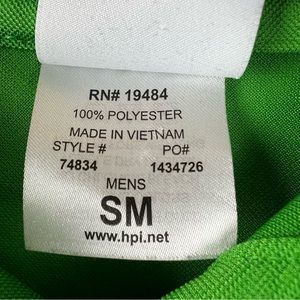 RN# 19484
100% POLYESTER
MADE IN VIETNAM
STYLE # PO#
74834 1434726
MENS
SM
www.hpi.net